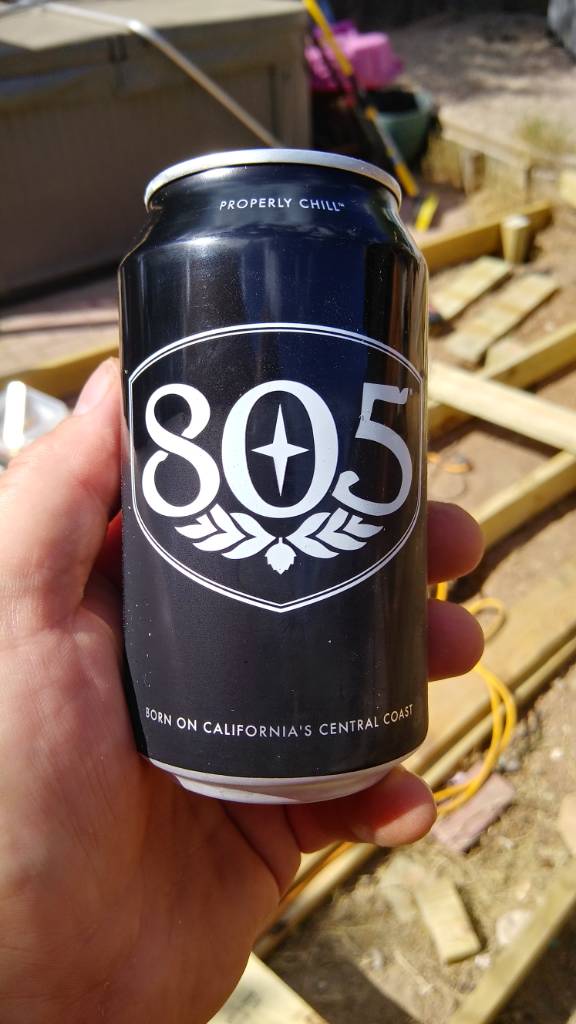 PROPERLY CHILL™
805
BORN ON CALIFORNIA'S CENTRAL COAST